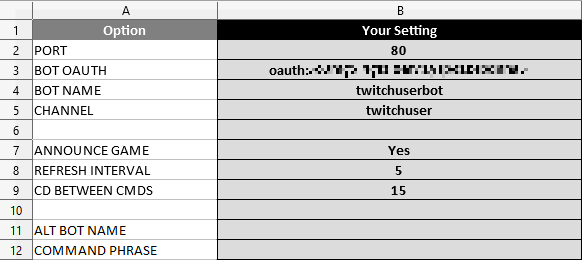 A B
1 Option Your Setting
2 PORT 80
3 BOT OAUTH oauth:
4 BOT NAME twitchuserbot
5 CHANNEL twitchuser
6
7 ANNOUNCE GAME Yes
8 REFRESH INTERVAL 5
9 CD BETWEEN CMDS 15
10
11 ALT BOT NAME
12 COMMAND PHRASE